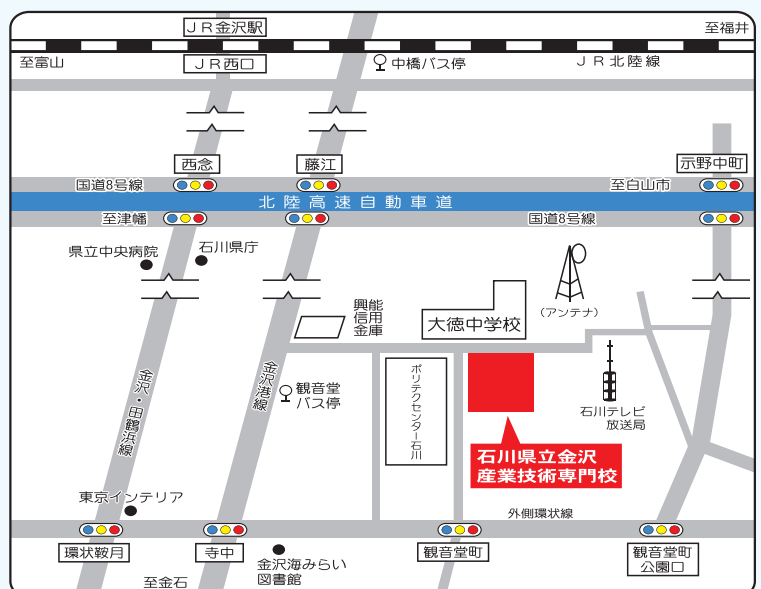 JR金沢駅
至福井
至富山
JR西口
中橋バス停
JR北陸線
西念
藤江
示野中町
国道8号線
至白山市
北陸高速自動車道
至津幡
国道8号線
県立中央病院
石川県庁
興能
信用
金庫
大徳中学校
(アンテナ)
金沢・田鶴浜線
金沢港線
観音堂
バス停
ポリテクセンター石川
石川テレビ
放送局
石川県立金沢
産業技術専門校
東京インテリア
外側環状線
環状鞍月
寺中
観音堂町
観音堂町
公園口
金沢海みらい
図書館
至金石